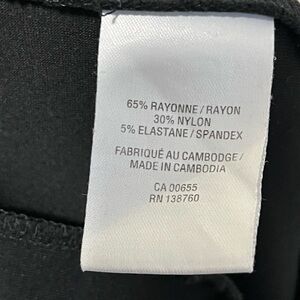 65% RAYONNE / RAYON
30% NYLON
5% ELASTANE / SPANDEX
FABRIQUÉ AU CAMBODGE /
MADE IN CAMBODIA
CA 00655
RN 138760